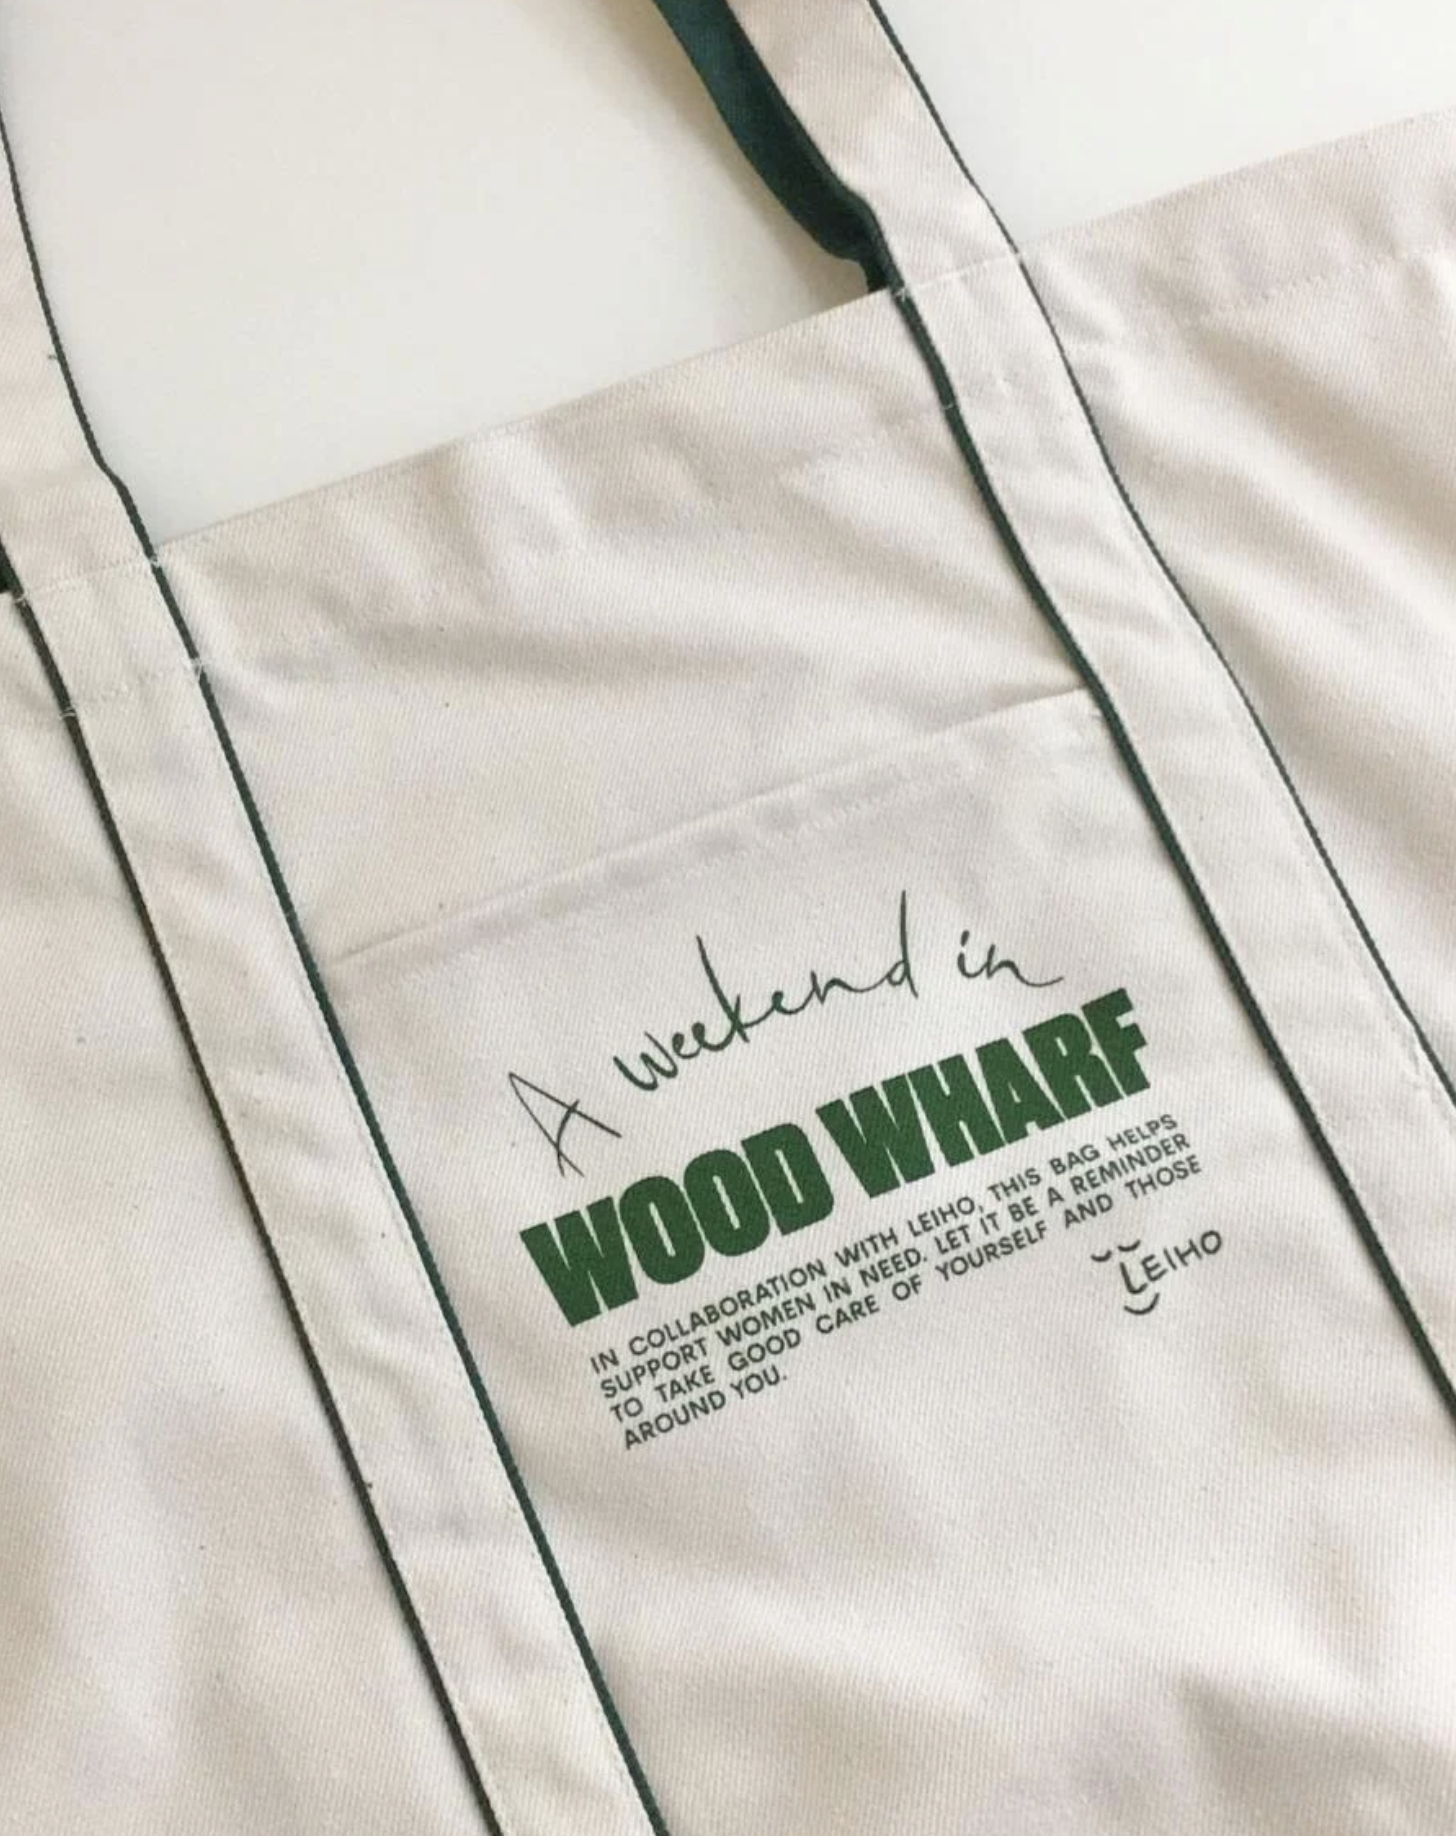 A weekend in
WOOD WHARF
IN COLLABORATION WITH LEIHO, THIS BAG HELPS
SUPPORT WOMEN IN NEED. LET IT BE A REMINDER
TO TAKE GOOD CARE OF YOURSELF AND THOSE
AROUND YOU.
LEIHO